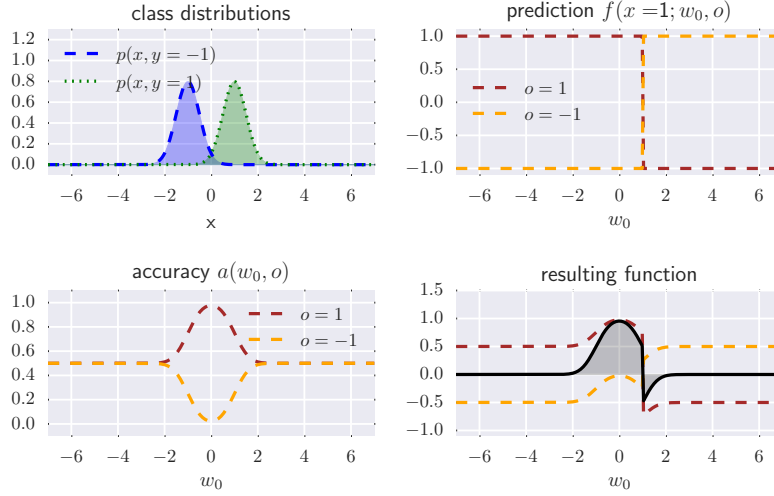 class distributions
1.2
1.0
0.8
0.6
0.4
0.2
0.0
p(x, y = −1)
p(x, y = 1)
−6 −4 −2 0 2 4 6
x
prediction f(x =1; w₀, o)
1.0
0.5
0.0
−0.5
−1.0
o = 1
o = −1
−6 −4 −2 0 2 4 6
w₀
accuracy a(w₀, o)
1.0
0.8
0.6
0.4
0.2
0.0
o = 1
o = −1
−6 −4 −2 0 2 4 6
w₀
resulting function
1.5
1.0
0.5
0.0
−0.5
−1.0
−6 −4 −2 0 2 4 6
w₀